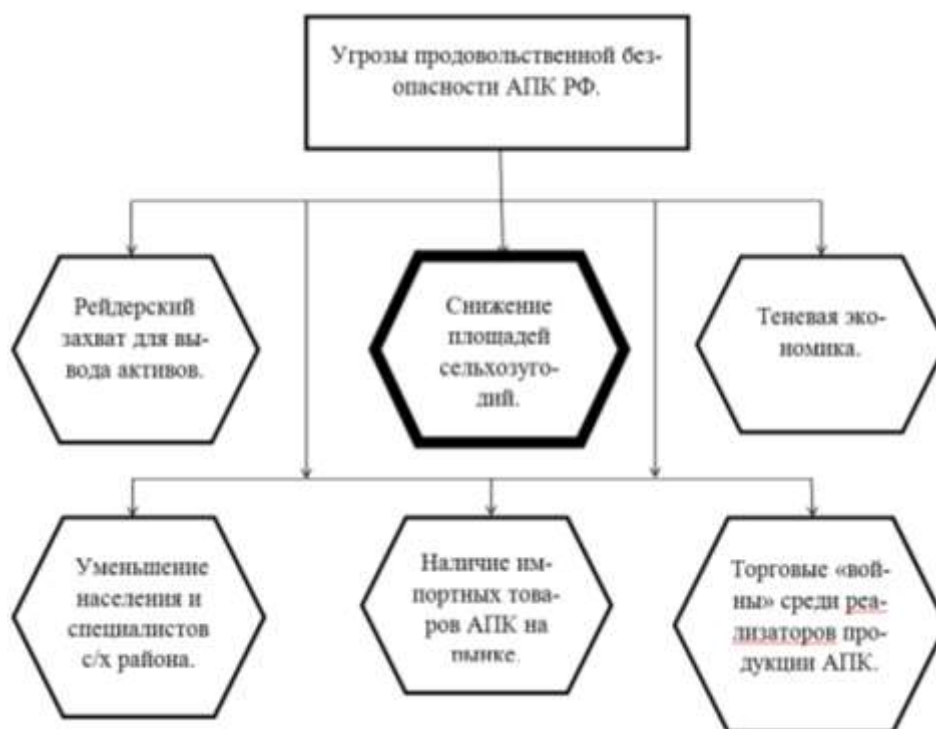 Угрозы продовольственной без-
опасности АПК РФ.
Рейдерский
захват для вы-
вода активов.
Снижение
площадей
сельхозуго-
дий.
Теневая эко-
номика.
Уменьшение
населения и
специалистов
с/х района.
Наличие им-
портных това-
ров АПК на
рынке.
Торговые «вой-
ны» среди реа-
лизаторов про-
дукции АПК.